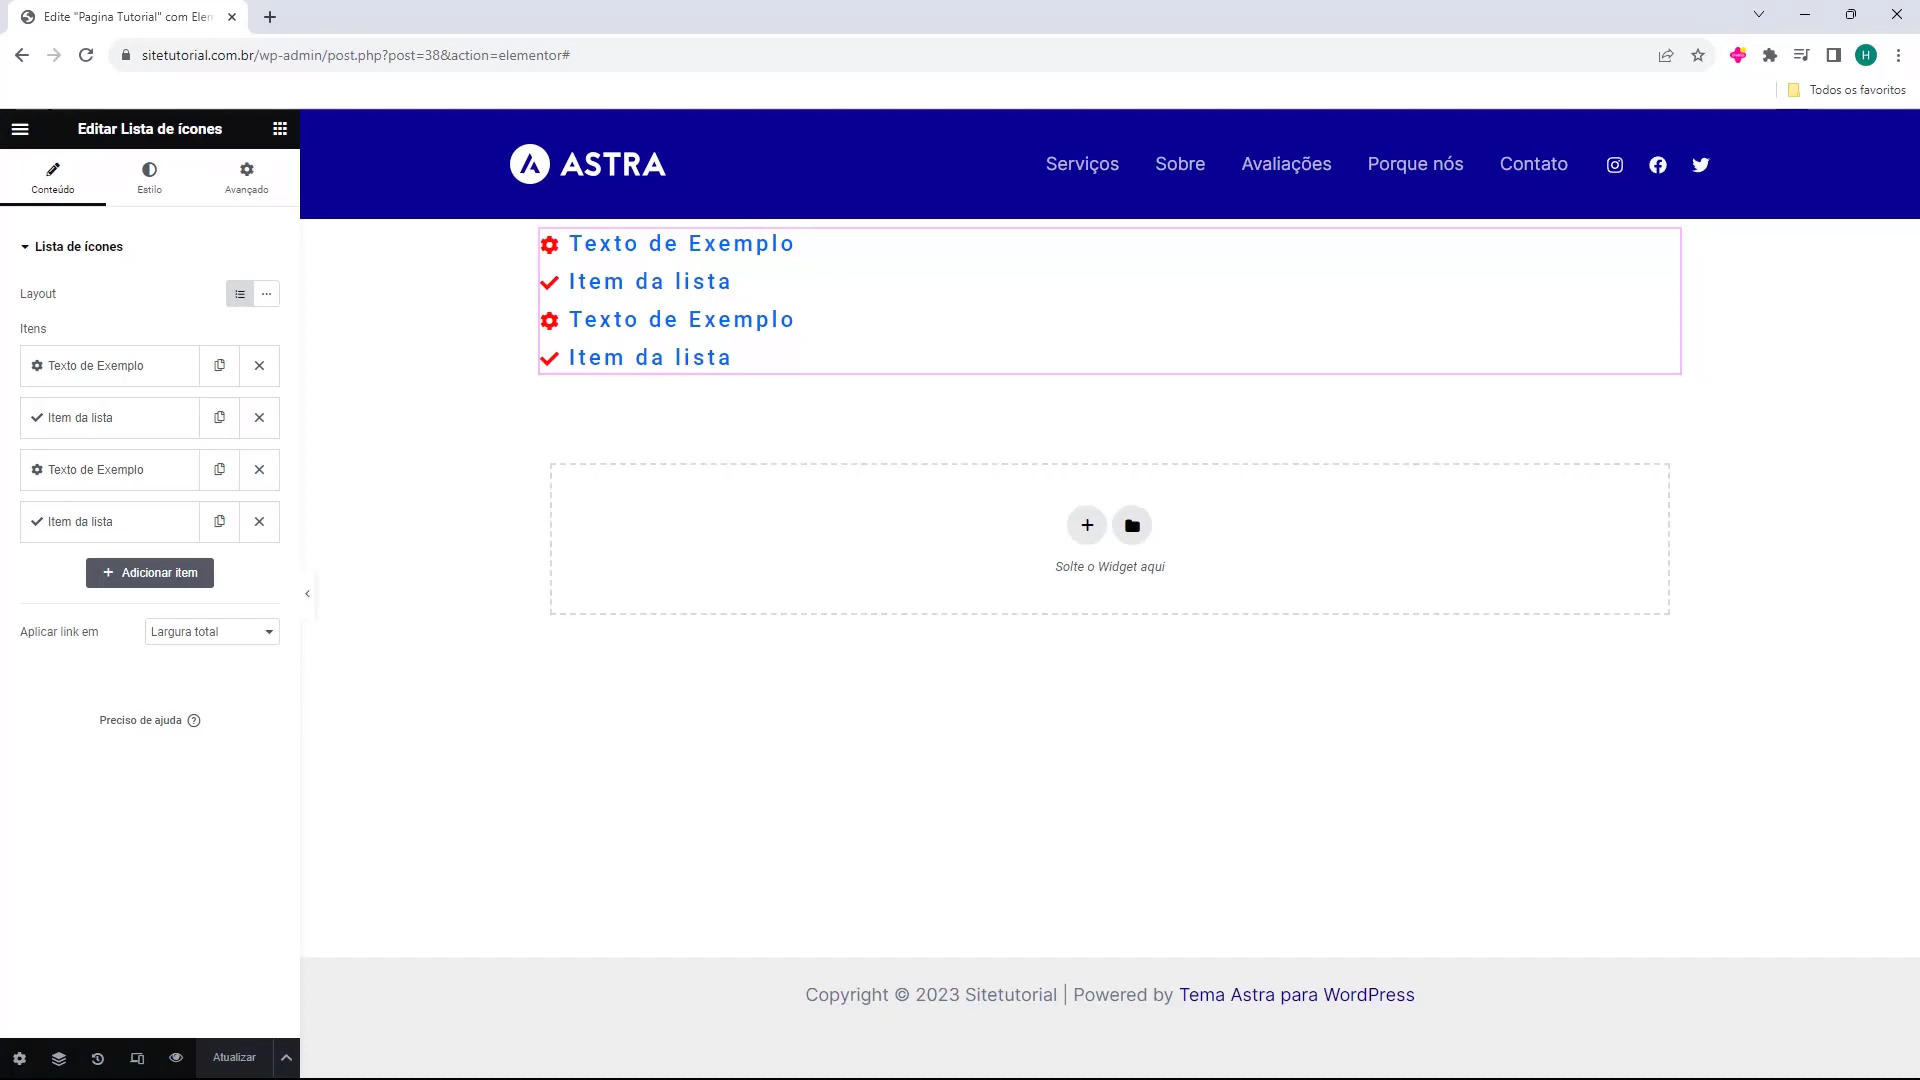 Edite "Pagina Tutorial" com Elen
sitetutorial.com.br/wp-admin/post.php?post=38&action=elementor#
H
Todos os favoritos
Editar Lista de ícones
Conteúdo Estilo Avançado
ASTRA
Serviços Sobre Avaliações Porque nós Contato
Lista de ícones
Layout
Itens
Texto de Exemplo
Item da lista
Texto de Exemplo
Item da lista
Adicionar item
Aplicar link em Largura total
Preciso de ajuda
Texto de Exemplo
Item da lista
Texto de Exemplo
Item da lista
Solte o Widget aqui
Copyright © 2023 Sitetutorial | Powered by Tema Astra para WordPress
Atualizar